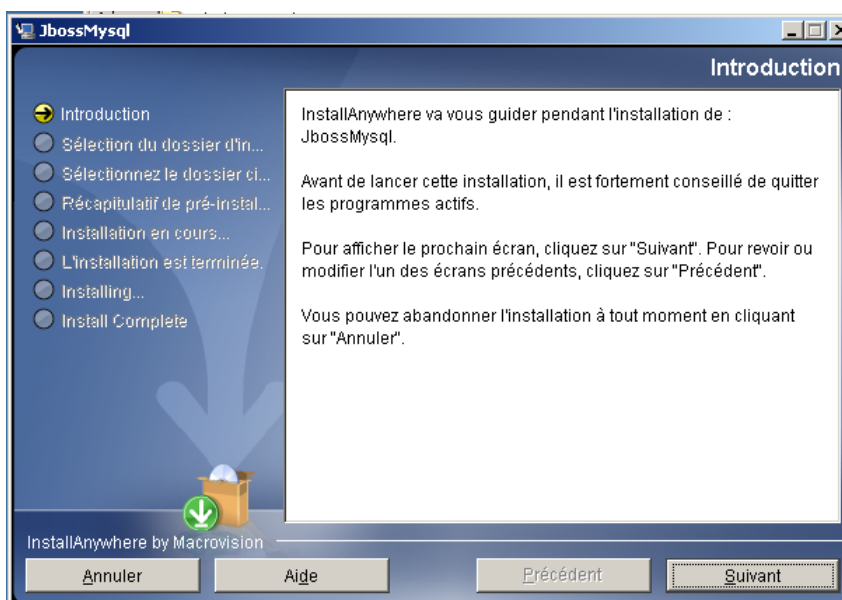 JbossMysql
Introduction
Introduction
Sélection du dossier d'in...
Sélectionnez le dossier ci...
Récapitulatif de pré-instal...
Installation en cours...
L'installation est terminée.
Installing...
Install Complete
InstallAnywhere va vous guider pendant l'installation de :
JbossMysql.
Avant de lancer cette installation, il est fortement conseillé de quitter
les programmes actifs.
Pour afficher le prochain écran, cliquez sur "Suivant". Pour revoir ou
modifier l'un des écrans précédents, cliquez sur "Précédent".
Vous pouvez abandonner l'installation à tout moment en cliquant
sur "Annuler".
InstallAnywhere by Macrovision
Annuler
Aide
Précédent
Suivant